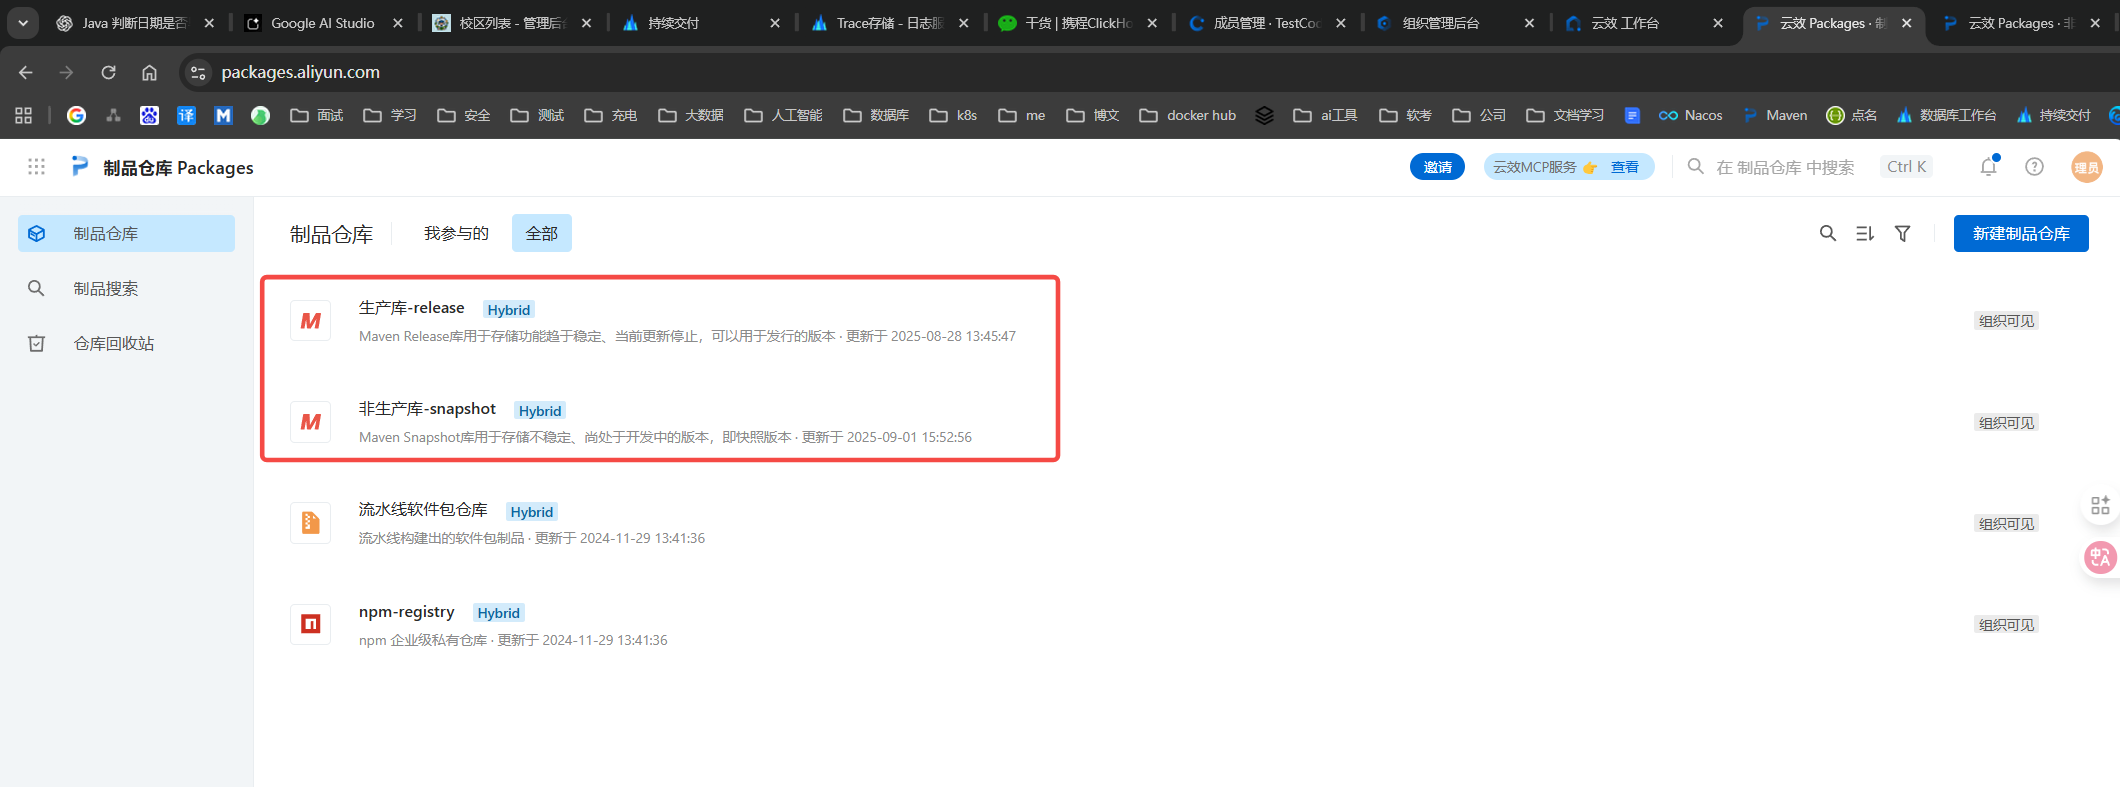 Java 判断日期是否
Google AI Studio
校区列表 - 管理后台
持续交付
Trace存储 - 日志服
干货 | 携程ClickHo
成员管理 · TestCoo
组织管理后台
云效 工作台
云效 Packages · 制
云效 Packages · 非
packages.aliyun.com
面试
学习
安全
测试
充电
大数据
人工智能
数据库
k8s
me
博文
docker hub
ai工具
软考
公司
文档学习
Nacos
Maven
点名
数据库工作台
持续交付
制品仓库 Packages
邀请
云效MCP服务 👉 查看
在 制品仓库 中搜索
Ctrl K
理员
制品仓库
制品搜索
仓库回收站
制品仓库
我参与的
全部
新建制品仓库
生产库-release Hybrid
Maven Release库用于存储功能趋于稳定、当前更新停止，可以用于发行的版本 · 更新于 2025-08-28 13:45:47
组织可见
非生产库-snapshot Hybrid
Maven Snapshot库用于存储不稳定、尚处于开发中的版本，即快照版本 · 更新于 2025-09-01 15:52:56
组织可见
流水线软件包仓库 Hybrid
流水线构建出的软件包制品 · 更新于 2024-11-29 13:41:36
组织可见
npm-registry Hybrid
npm 企业级私有仓库 · 更新于 2024-11-29 13:41:36
组织可见